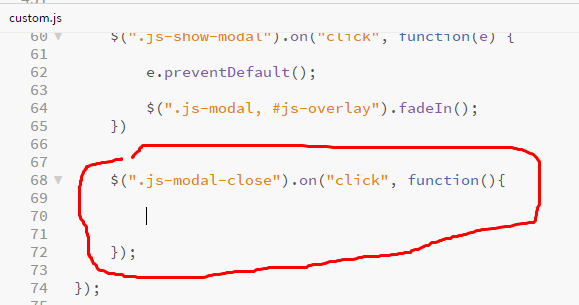 custom.js
60 $(".js-show-modal").on("click", function(e) {
61
62 e.preventDefault();
63
64 $(".js-modal, #js-overlay").fadeIn();
65 })
66
67
68 $(".js-modal-close").on("click", function(){
69
70
71
72 });
73
74 });